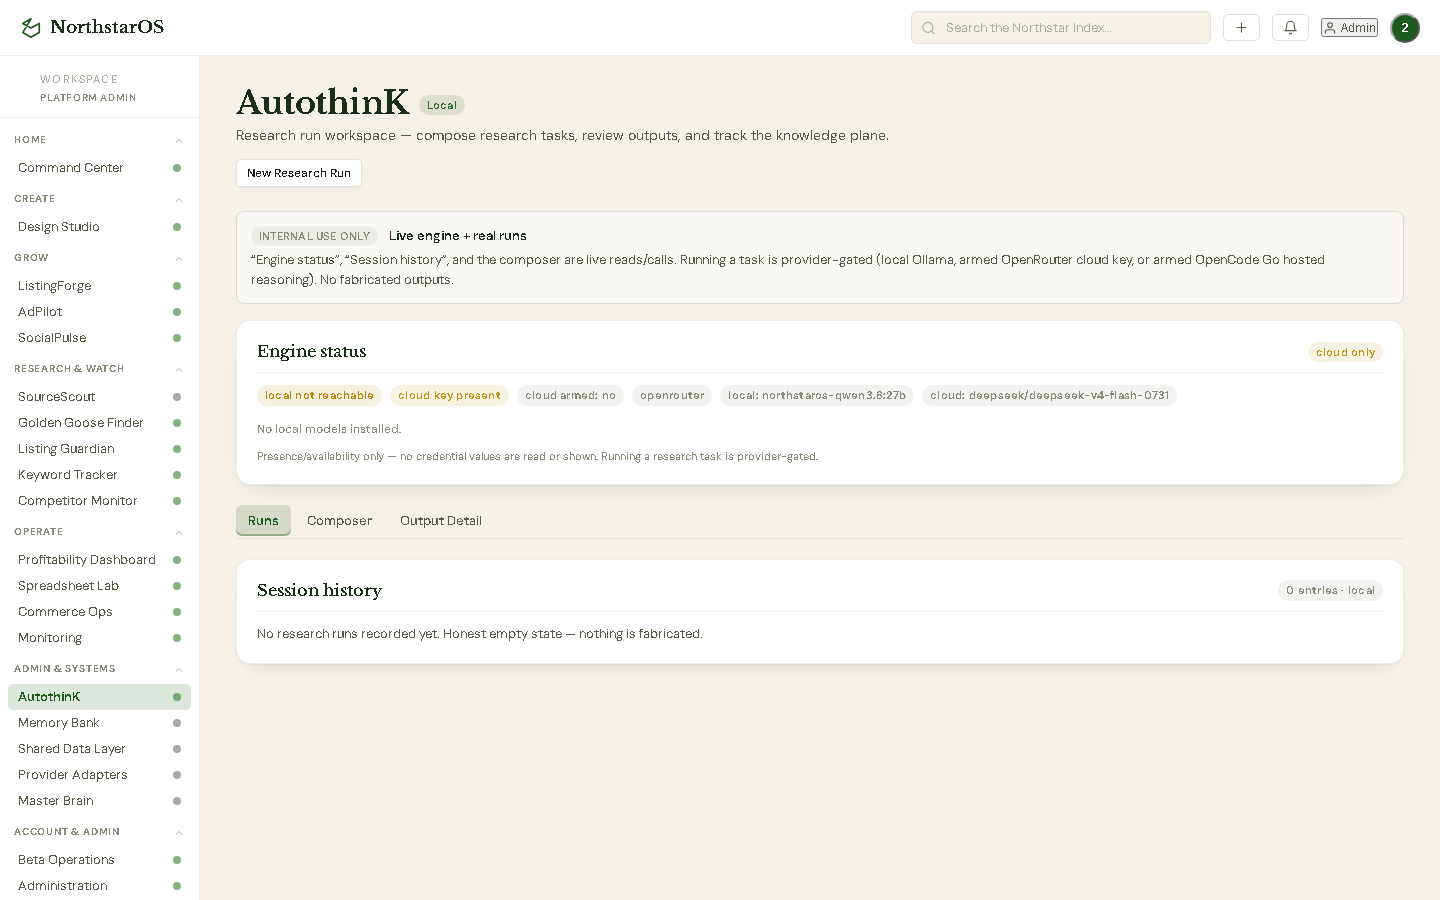 NorthstarOS
Search the Northstar Index...
Admin
2
WORKSPACE
PLATFORM ADMIN
HOME
Command Center
CREATE
Design Studio
GROW
ListingForge
AdPilot
SocialPulse
RESEARCH & WATCH
SourceScout
Golden Goose Finder
Listing Guardian
Keyword Tracker
Competitor Monitor
OPERATE
Profitability Dashboard
Spreadsheet Lab
Commerce Ops
Monitoring
ADMIN & SYSTEMS
AutothinK
Memory Bank
Shared Data Layer
Provider Adapters
Master Brain
ACCOUNT & ADMIN
Beta Operations
Administration
AutothinK Local
Research run workspace — compose research tasks, review outputs, and track the knowledge plane.
New Research Run
INTERNAL USE ONLY Live engine + real runs
“Engine status”, “Session history”, and the composer are live reads/calls. Running a task is provider-gated (local Ollama, armed OpenRouter cloud key, or armed OpenCode Go hosted
reasoning). No fabricated outputs.
Engine status cloud only
local not reachable cloud key present cloud armed: no openrouter local: northstaros-qwen3.6:27b cloud: deepseek/deepseek-v4-flash-0731
No local models installed.
Presence/availability only — no credential values are read or shown. Running a research task is provider-gated.
Runs Composer Output Detail
Session history 0 entries · local
No research runs recorded yet. Honest empty state — nothing is fabricated.